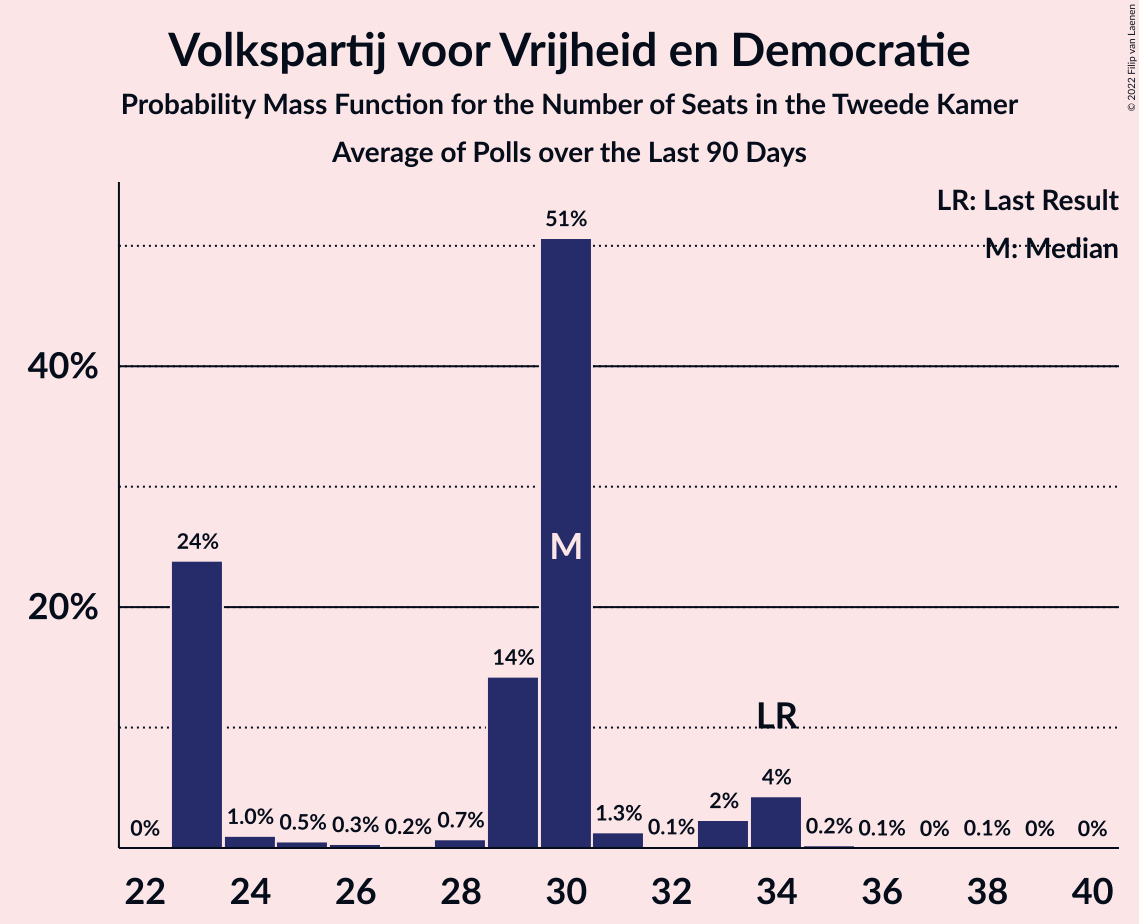 Volkspartij voor Vrijheid en Democratie
Probability Mass Function for the Number of Seats in the Tweede Kamer
Average of Polls over the Last 90 Days
© 2022 Filip van Laenen
LR: Last Result
M: Median
40%
20%
0%
24%
1.0%
0.5%
0.3%
0.2%
0.7%
14%
51%
M
1.3%
0.1%
2%
LR
4%
0.2%
0.1%
0%
0.1%
0%
0%
22 24 26 28 30 32 34 36 38 40